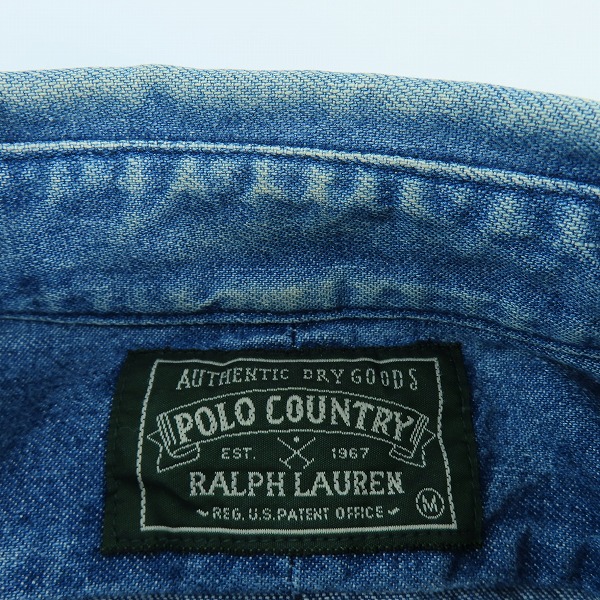 AUTHENTIC DRY GOODS
POLO COUNTRY
EST. 1967
RALPH LAUREN
REG. U.S. PATENT OFFICE
M